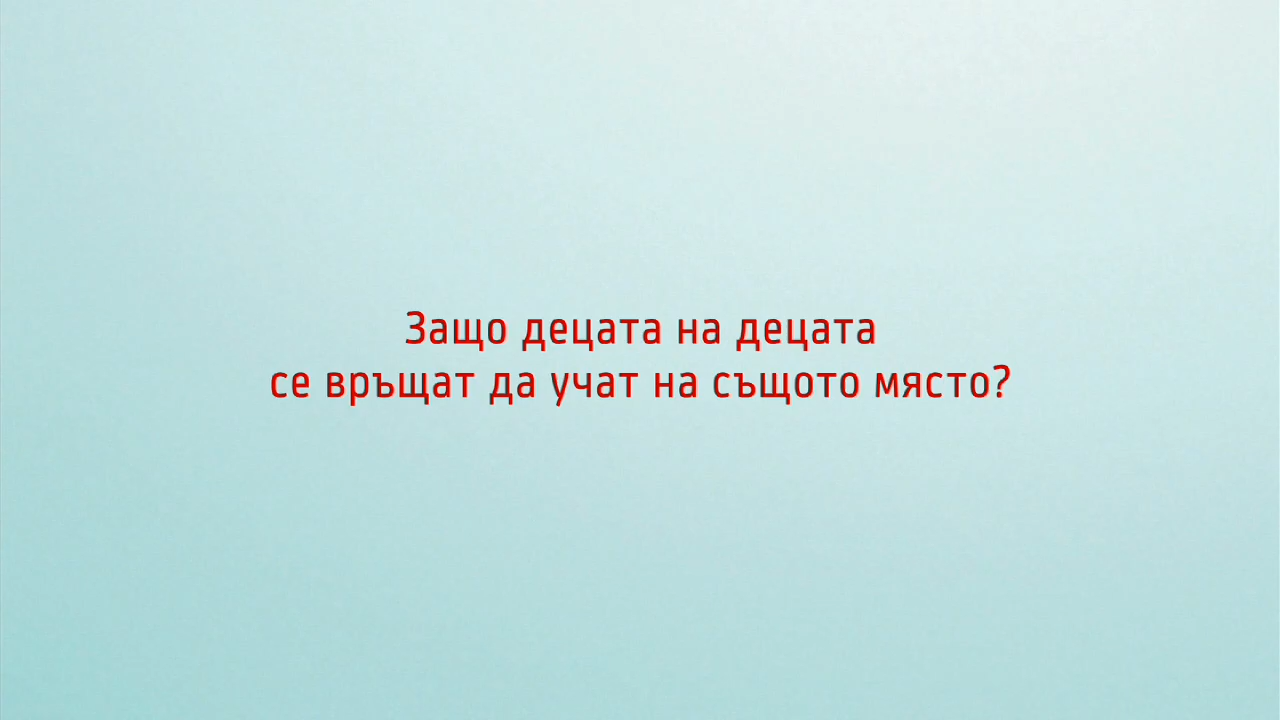 Защо децата на децата
се връщат да учат на същото място?